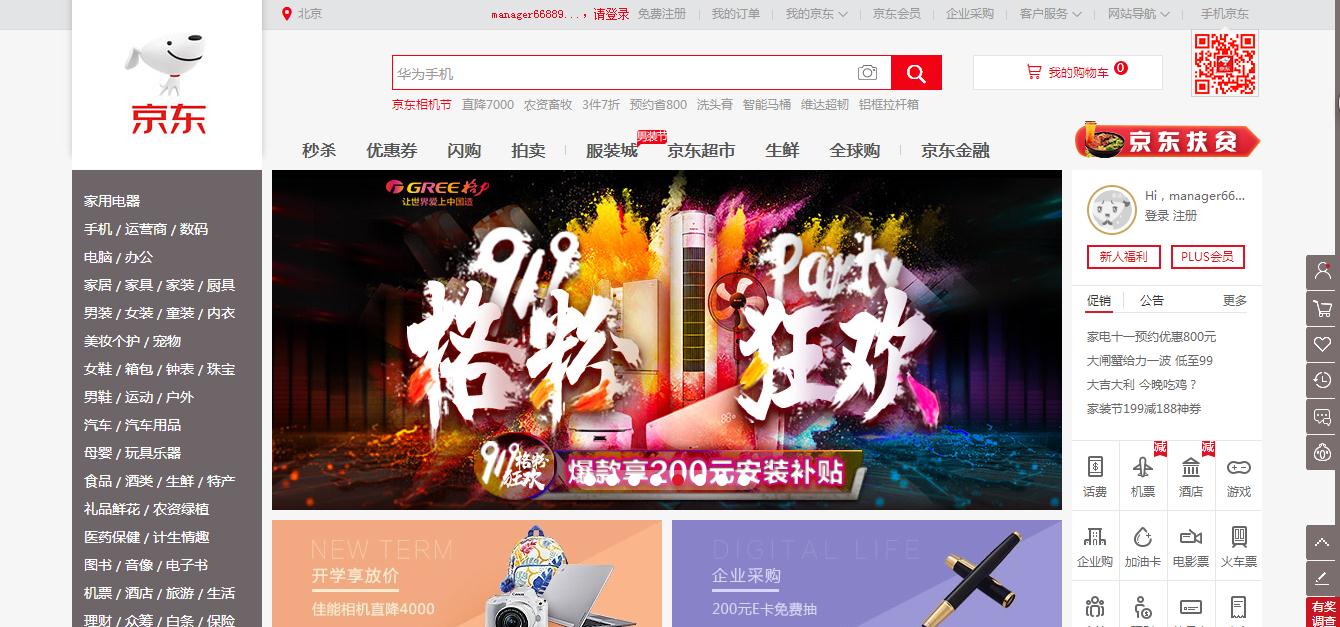 北京
manager66889...，请登录 免费注册 我的订单 我的京东 京东会员 企业采购 客户服务 网站导航 手机京东
京东
华为手机
我的购物车 0
京东相机节 直降7000 农资畜牧 3件7折 预约省800 洗头膏 智能马桶 维达超韧 铝框拉杆箱
男装节
秒杀 优惠券 闪购 拍卖 服装城 京东超市 生鲜 全球购 京东金融
京东扶贫
家用电器
手机 / 运营商 / 数码
电脑 / 办公
家居 / 家具 / 家装 / 厨具
男装 / 女装 / 童装 / 内衣
美妆个护 / 宠物
女鞋 / 箱包 / 钟表 / 珠宝
男鞋 / 运动 / 户外
汽车 / 汽车用品
母婴 / 玩具乐器
食品 / 酒类 / 生鲜 / 特产
礼品鲜花 / 农资绿植
医药保健 / 计生情趣
图书 / 音像 / 电子书
机票 / 酒店 / 旅游 / 生活
理财 / 众筹 / 白条 / 保险
GREE格力
让世界爱上中国造
919 Party
格粉 狂欢
919格粉
狂欢
爆款享200元安装补贴
Hi，manager66...
登录 注册
新人福利 PLUS会员
促销 公告 更多
家电十一预约优惠800元
大闸蟹给力一波 低至99
大吉大利 今晚吃鸡？
家装节199减188神券
减 减
话费 机票 酒店 游戏
企业购 加油卡 电影票 火车票
NEW TERM
开学享放价
佳能相机直降4000
Canon
DIGITAL LIFE
企业采购
200元E卡免费抽
有奖
调查